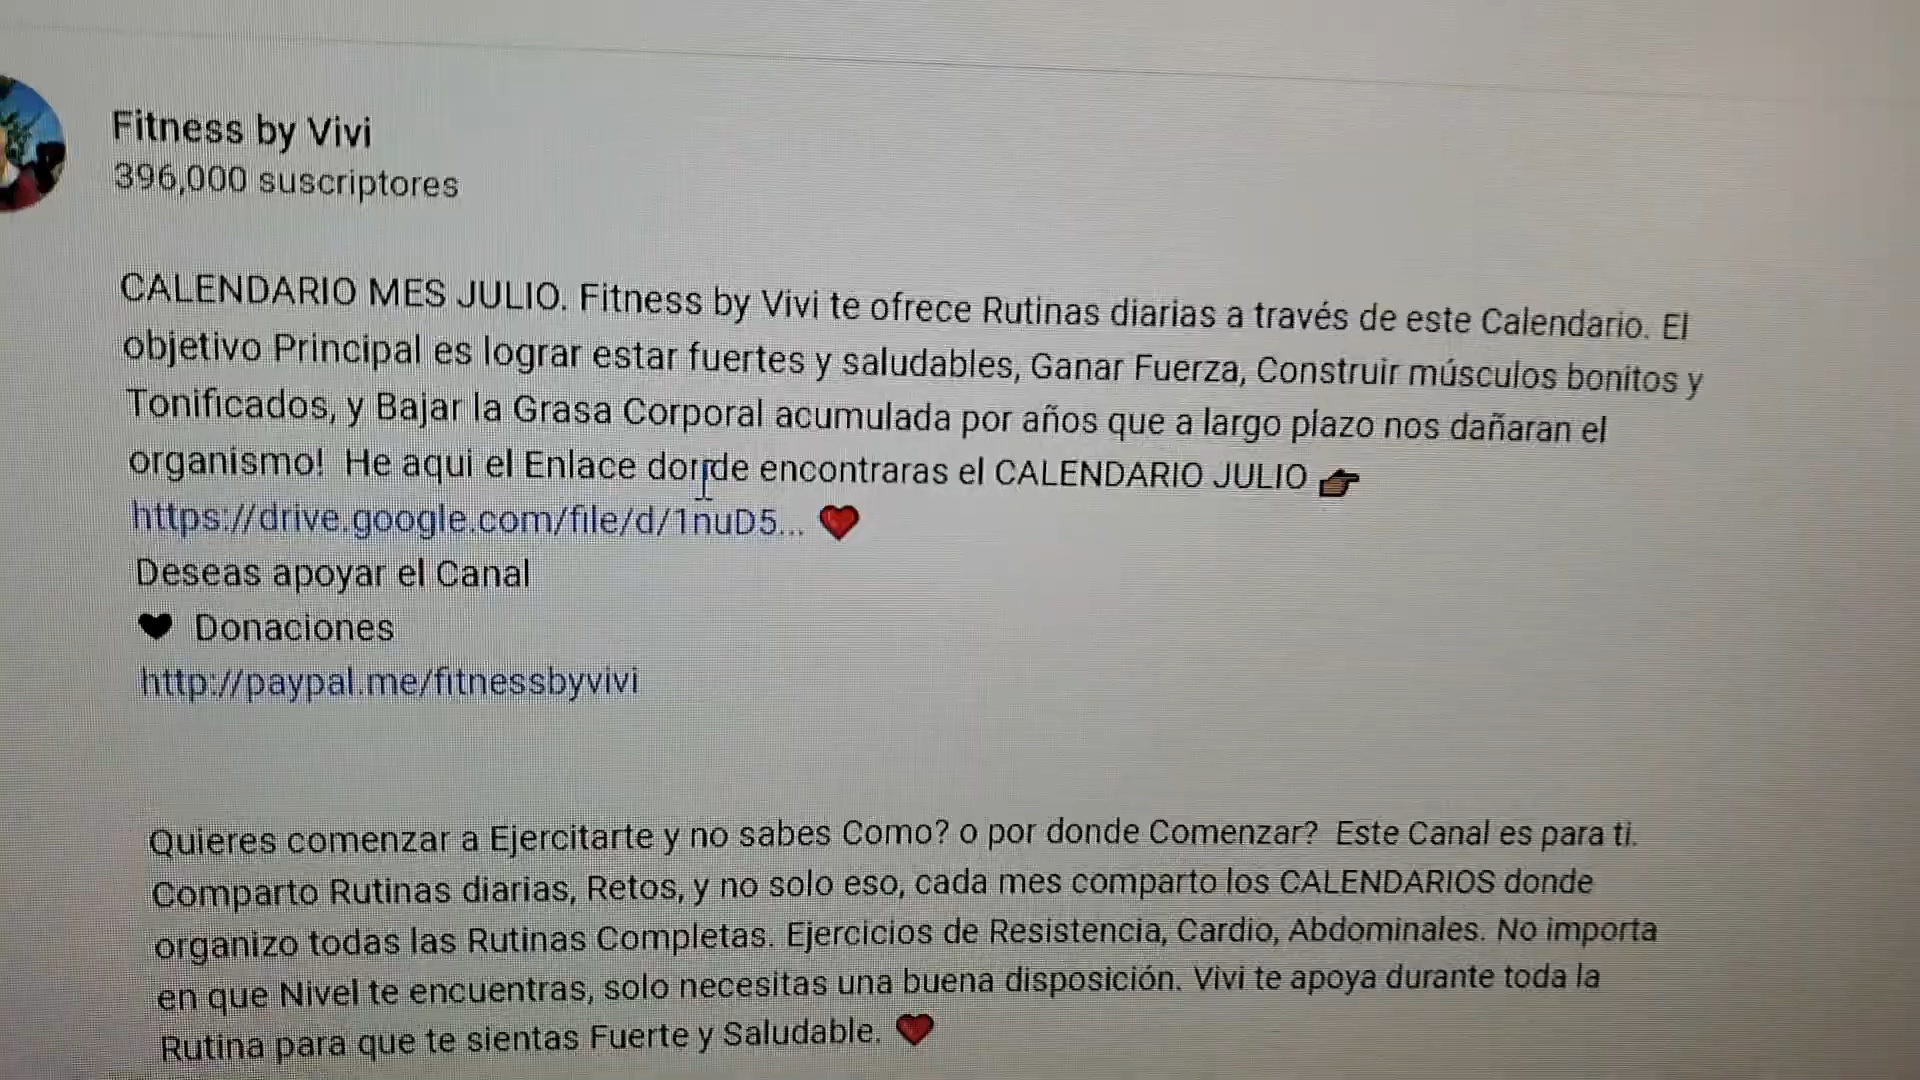 Fitness by Vivi
396,000 suscriptores
CALENDARIO MES JULIO. Fitness by Vivi te ofrece Rutinas diarias a través de este Calendario. El
objetivo Principal es lograr estar fuertes y saludables, Ganar Fuerza, Construir músculos bonitos y
Tonificados, y Bajar la Grasa Corporal acumulada por años que a largo plazo nos dañaran el
organismo! He aqui el Enlace donde encontraras el CALENDARIO JULIO 👉🏾
https://drive.google.com/file/d/1nuD5... ❤️
Deseas apoyar el Canal
🖤 Donaciones
http://paypal.me/fitnessbyvivi
Quieres comenzar a Ejercitarte y no sabes Como? o por donde Comenzar? Este Canal es para ti.
Comparto Rutinas diarias, Retos, y no solo eso, cada mes comparto los CALENDARIOS donde
organizo todas las Rutinas Completas. Ejercicios de Resistencia, Cardio, Abdominales. No importa
en que Nivel te encuentras, solo necesitas una buena disposición. Vivi te apoya durante toda la
Rutina para que te sientas Fuerte y Saludable. ❤️